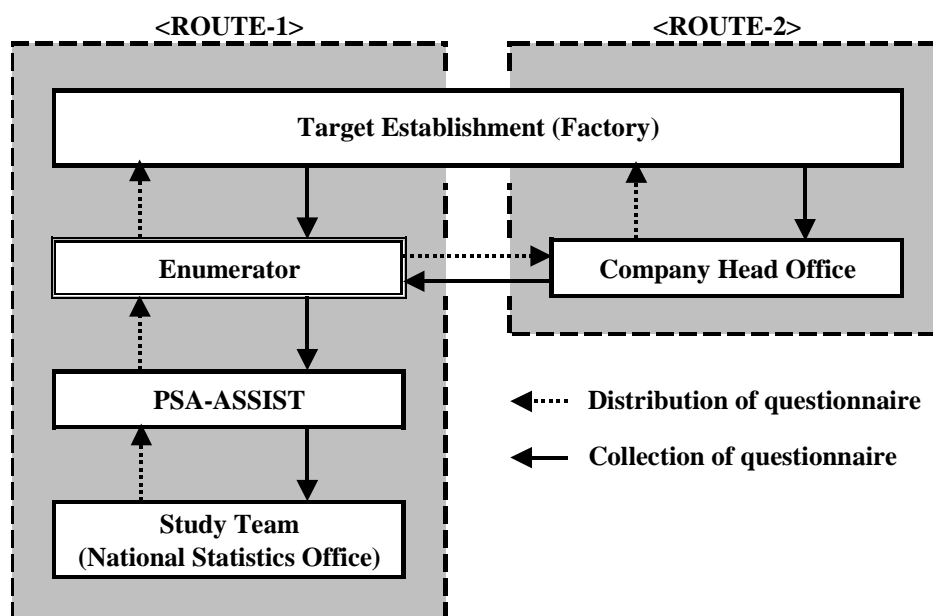 <ROUTE-1>
<ROUTE-2>
Target Establishment (Factory)
Enumerator
Company Head Office
PSA-ASSIST
Distribution of questionnaire
Collection of questionnaire
Study Team
(National Statistics Office)